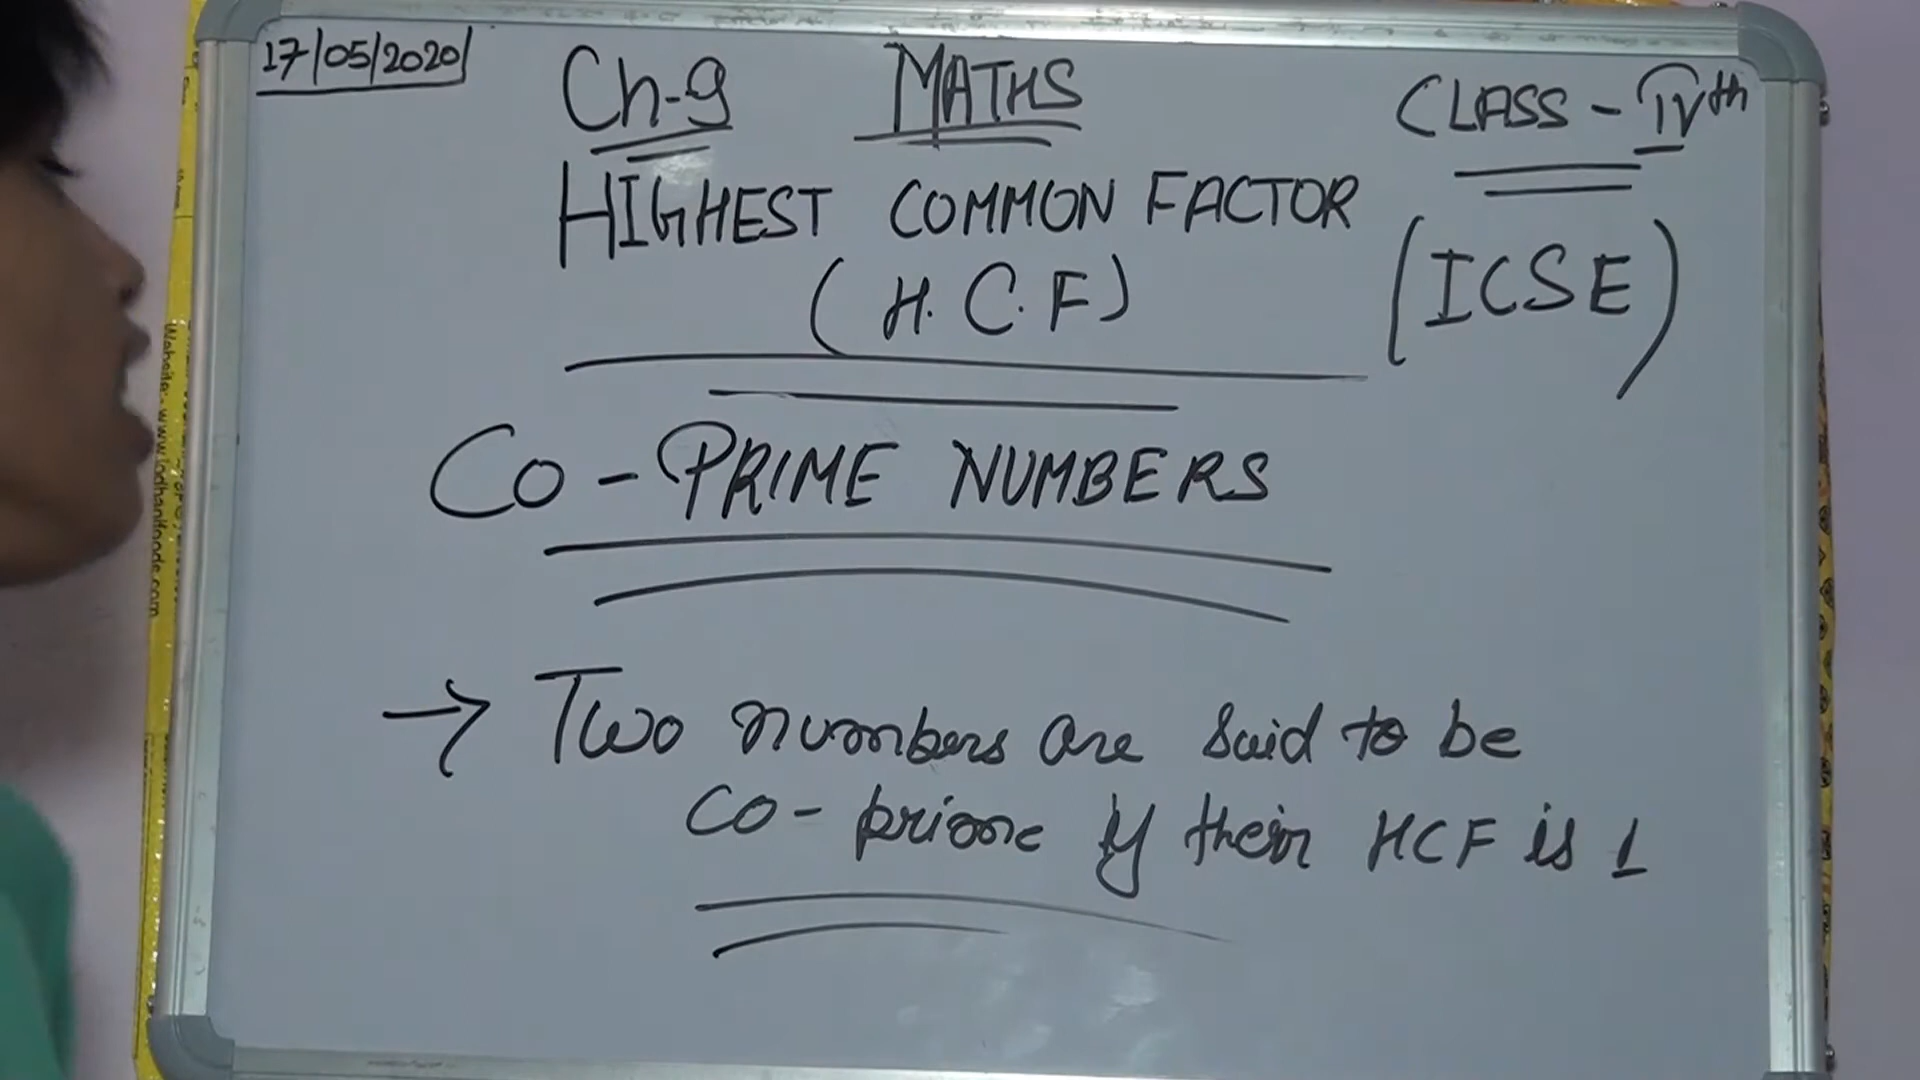 17/05/2020
Ch-9 MATHS CLASS - IVth
HIGHEST COMMON FACTOR
(H.C.F) (ICSE)
CO-PRIME NUMBERS
→ Two numbers are said to be
co-prime if their HCF is 1